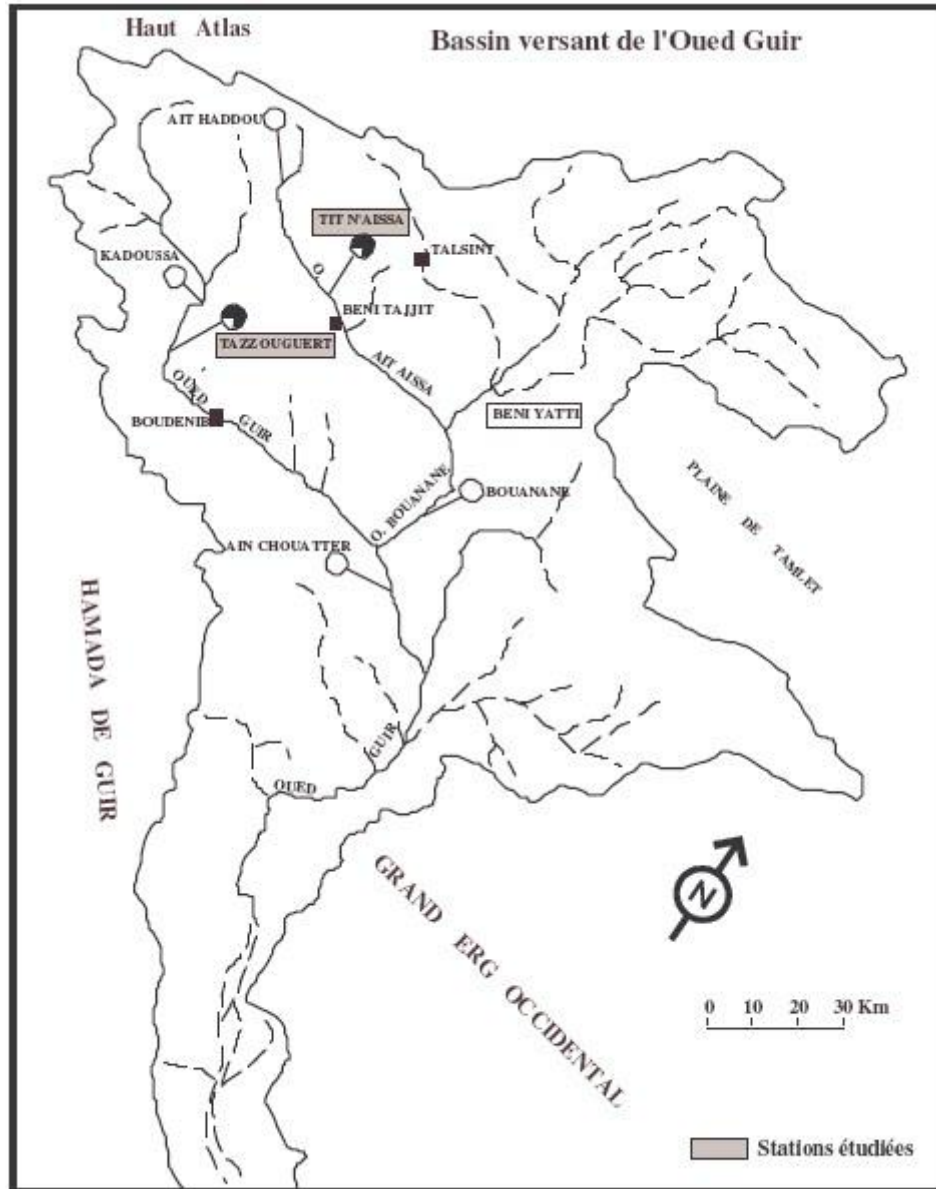 Haut Atlas
Bassin versant de l'Oued Guir
AIT HADDOU
TIT N'AISSA
TALSINT
KADOUSSA
O.
BENI TAJJIT
TAZZOUGUERT
AIT AISSA
OUED
BENI YATTI
BOUDENIB
GUIR
PLAINE DE TAMLET
O. BOUANANE
BOUANANE
AIN CHOUATTER
HAMADA DE GUIR
GUIR
OUED
GRAND ERG OCCIDENTAL
N
0 10 20 30 Km
Stations étudiées